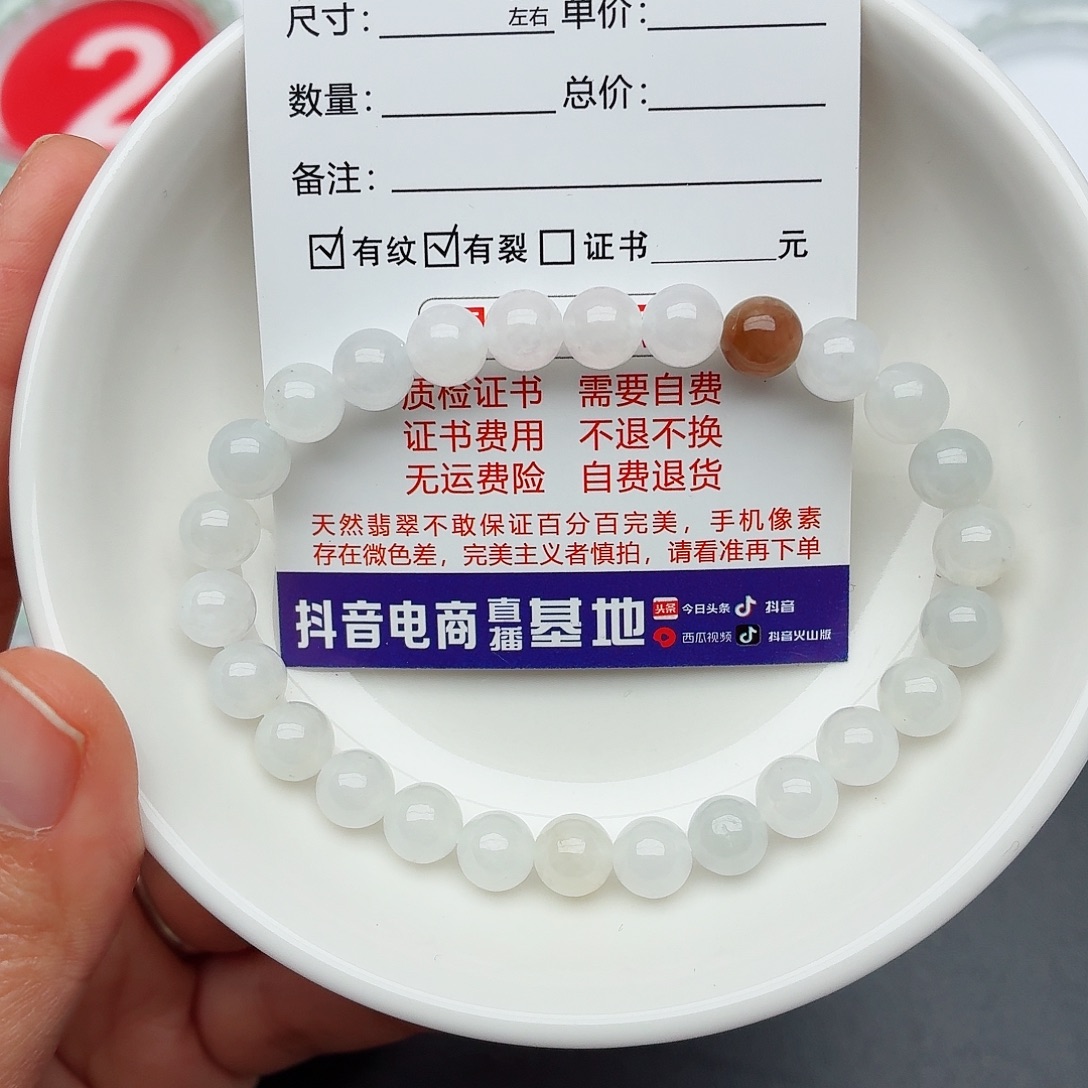 2
尺寸：左右 单价：
数量： 总价：
备注：
有纹 有裂 证书 元
质检证书 需要自费
证书费用 不退不换
无运费险 自费退货
天然翡翠不敢保证百分百完美，手机像素
存在微色差，完美主义者慎拍，请看准再下单
抖音电商直播基地
头条 今日头条 抖音
西瓜视频 抖音火山版